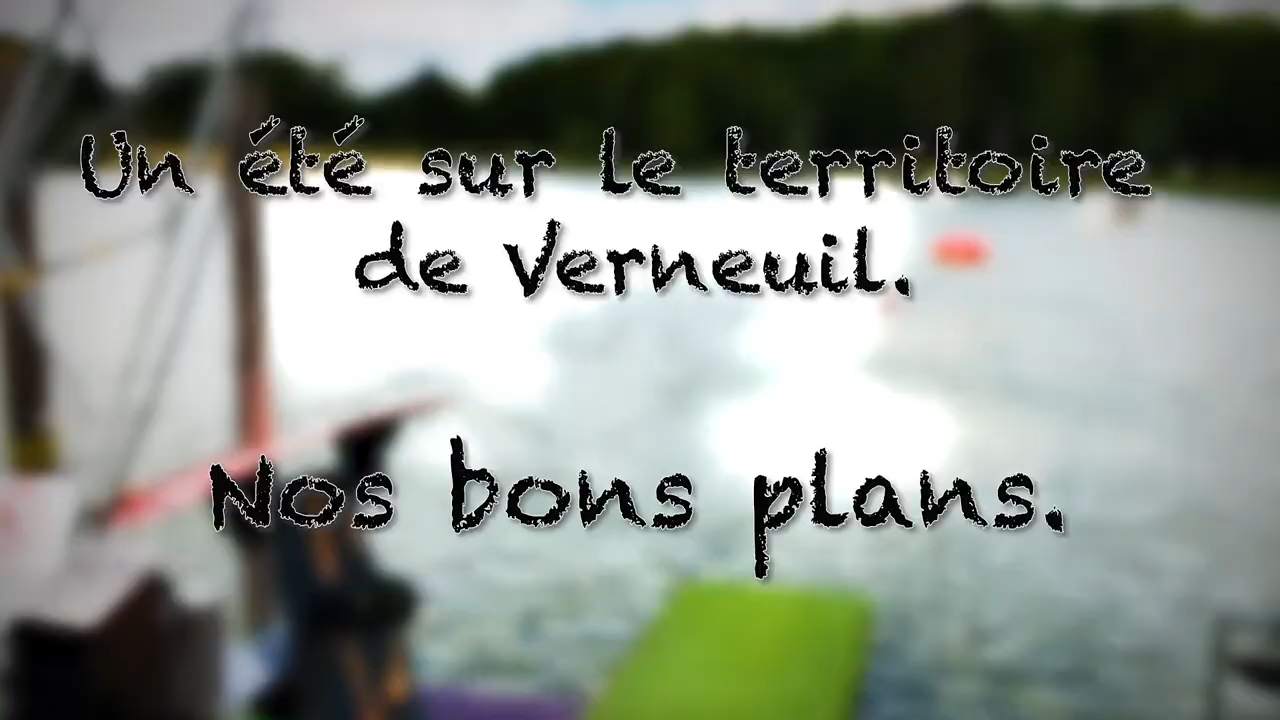 Un été sur le territoire
de Verneuil.
Nos bons plans.